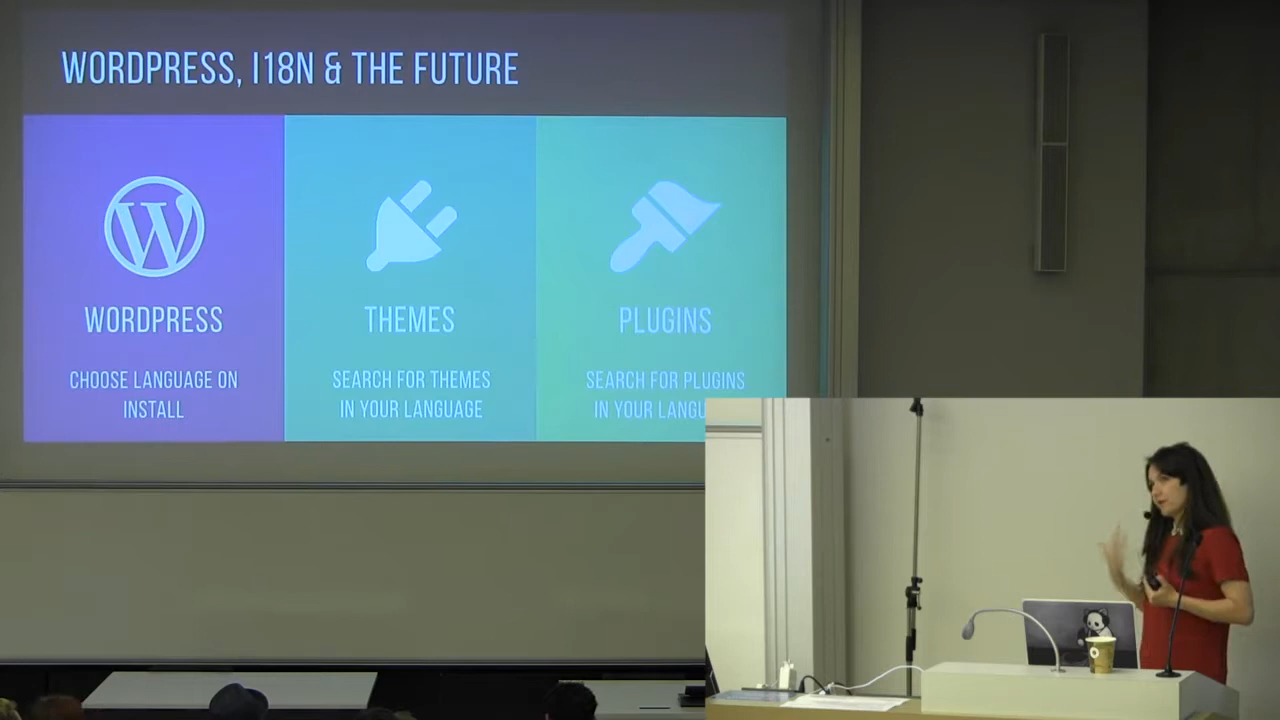 WORDPRESS, I18N & THE FUTURE
WORDPRESS
CHOOSE LANGUAGE ON
INSTALL
THEMES
SEARCH FOR THEMES
IN YOUR LANGUAGE
PLUGINS
SEARCH FOR PLUGINS
IN YOUR